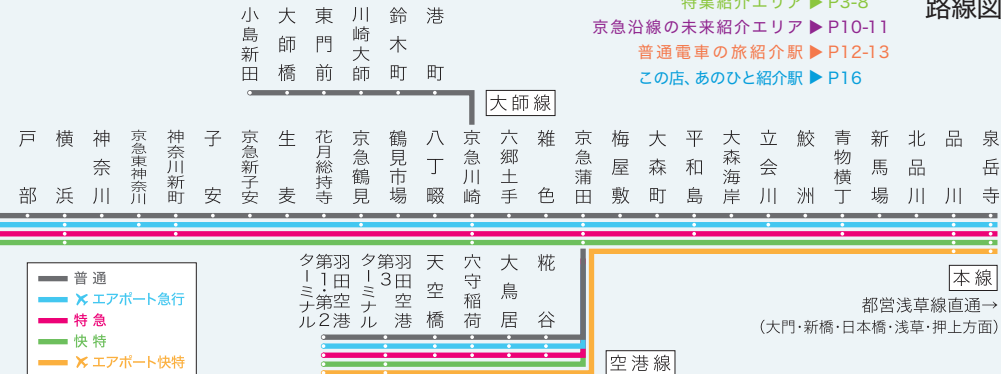 特集紹介エリア ▶ P3-8
京急沿線の未来紹介エリア ▶ P10-11
普通電車の旅紹介駅 ▶ P12-13
この店、あのひと紹介駅 ▶ P16
路線図
小島新田
大師橋
東門前
川崎大師
鈴木町
港町
大師線
戸部
横浜
神奈川
京急東神奈川
神奈川新町
子安
京急新子安
生麦
花月総持寺
京急鶴見
鶴見市場
八丁畷
京急川崎
六郷土手
雑色
京急蒲田
梅屋敷
大森町
平和島
大森海岸
立会川
鮫洲
青物横丁
新馬場
北品川
品川
泉岳寺
羽田空港
第1・第2
ターミナル
羽田空港
第3
ターミナル
天空橋
穴守稲荷
大鳥居
糀谷
普通
エアポート急行
特急
快特
エアポート快特
空港線
本線
都営浅草線直通→
（大門・新橋・日本橋・浅草・押上方面）